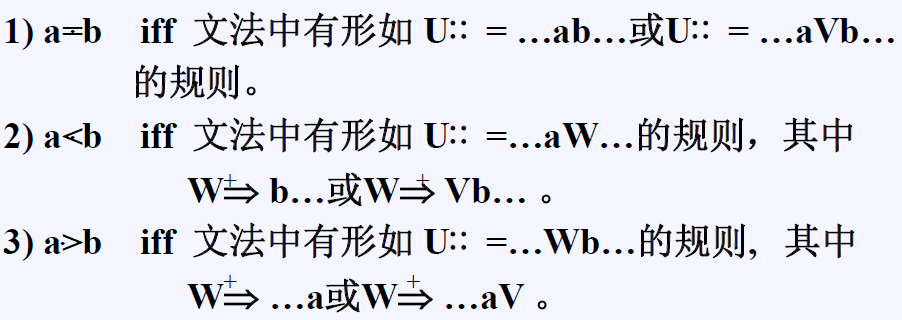 1) a=b iff 文法中有形如 U∷ = …ab…或U∷ = …aVb…
的规则。
2) a<b iff 文法中有形如 U∷ =…aW…的规则，其中
W⇒+ b…或W⇒+ Vb… 。
3) a>b iff 文法中有形如 U∷ =…Wb…的规则, 其中
W⇒+ …a或W⇒+ …aV 。